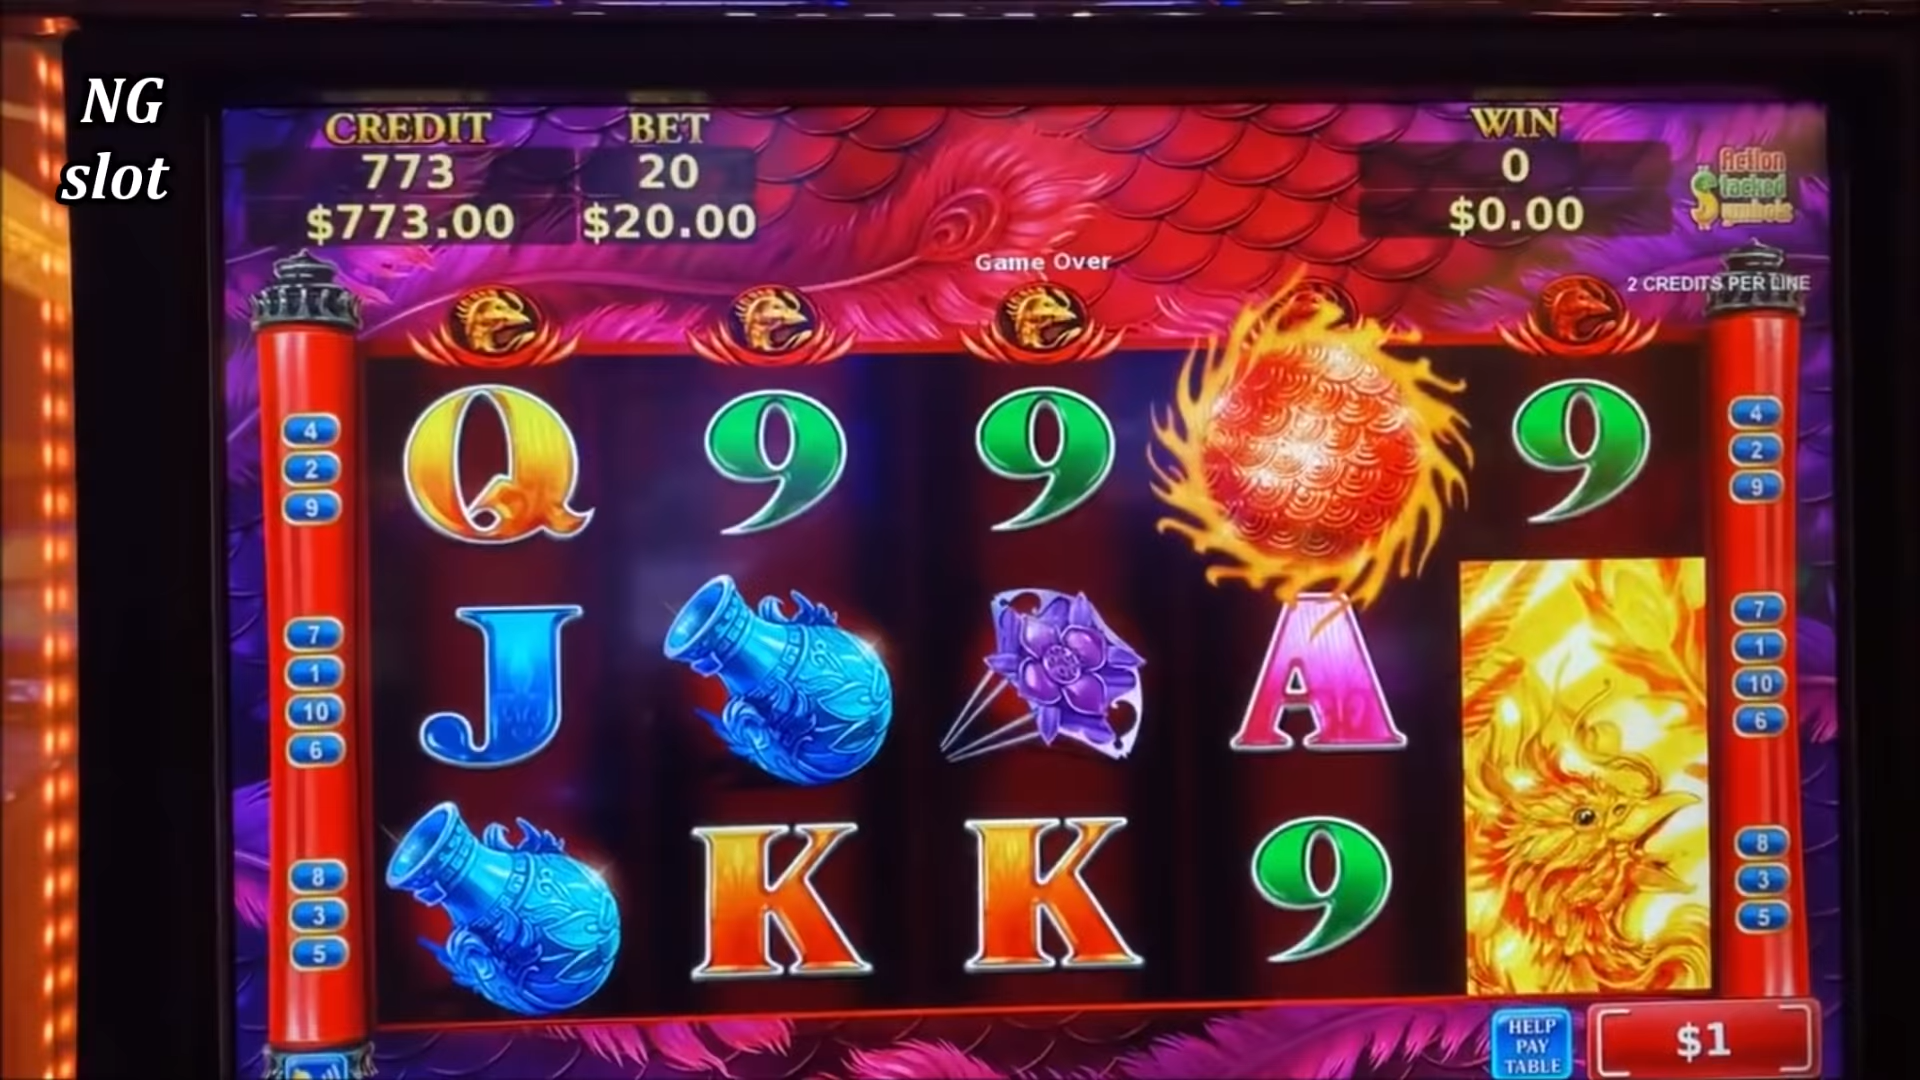 NG
slot
CREDIT
773
$773.00
BET
20
$20.00
WIN
0
$0.00
Action
$tacked
Symbols
Game Over
2 CREDITS PER LINE
4
2
9
7
1
10
6
8
3
5
Q
9
9
9
J
A
K
K
9
4
2
9
7
1
10
6
8
3
5
HELP
PAY
TABLE
$1